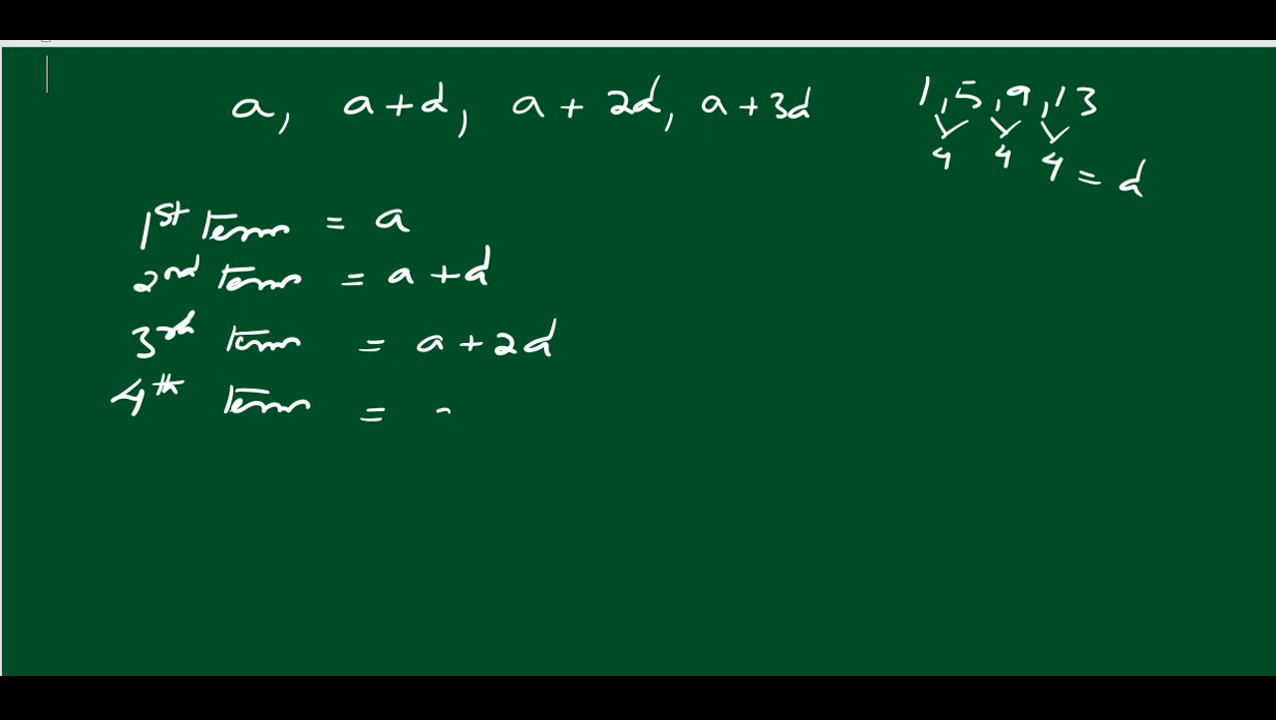 a, a + d, a + 2d, a + 3d
1, 5, 9, 13
4 4 4 = d
1st term = a
2nd term = a + d
3rd term = a + 2d
4th term =